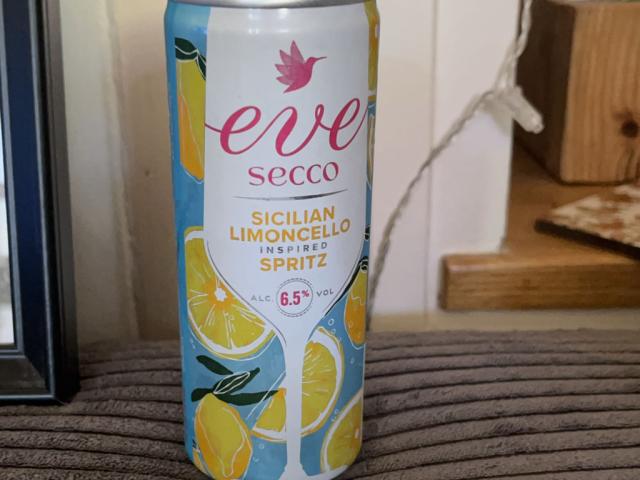 eve
secco
SICILIAN
LIMONCELLO
INSPIRED
SPRITZ
ALC. 6.5% VOL